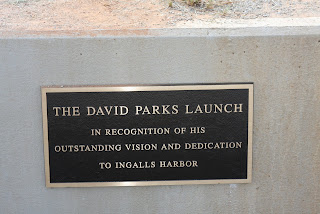 THE DAVID PARKS LAUNCH
IN RECOGNITION OF HIS
OUTSTANDING VISION AND DEDICATION
TO INGALLS HARBOR